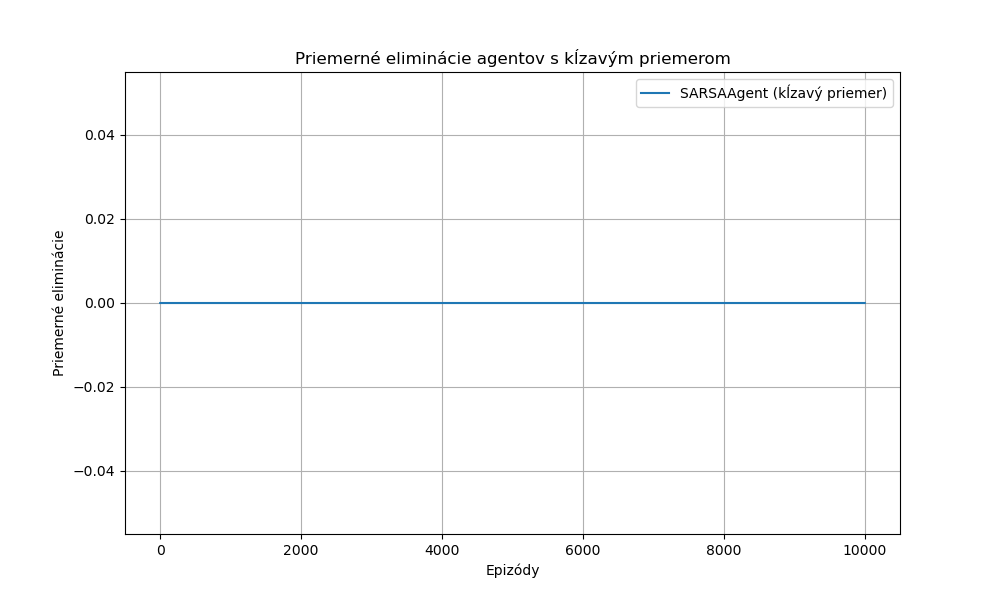 Priemerné eliminácie agentov s kĺzavým priemerom
SARSAAgent (kĺzavý priemer)
0.04
0.02
0.00
−0.02
−0.04
Priemerné eliminácie
0 2000 4000 6000 8000 10000
Epizódy